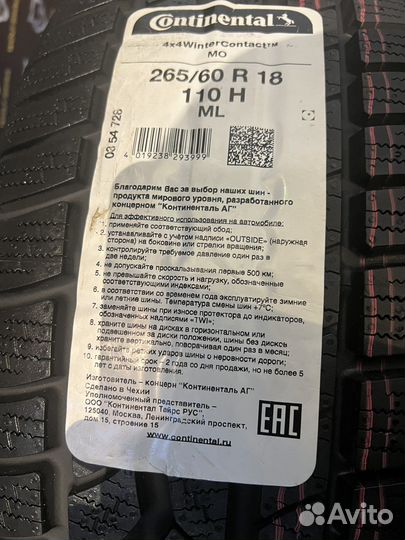 Continental
4x4WinterContact™
MO
265/60 R 18
110 H
ML
03 54 726
4 019238 293999
Благодарим Вас за выбор наших шин -
продукта мирового уровня, разработанного
концерном "Континенталь АГ"
Для эффективного использования на автомобиле:
1. применяйте соответствующий обод;
2. устанавливайте с учётом надписи «OUTSIDE» (наружная
сторона) на боковине или стрелки вращения;
3. контролируйте требуемое давление один раз в
две недели;
4. не допускайте проскальзывания первые 500 км;
5. не превышайте скорость и нагрузку, обозначенные
соответствующими индексами;
6. в соответствии со временем года эксплуатируйте зимние
или летние шины. Температура смены шин +7°С;
7. заменяйте шины при износе протектора до индикаторов,
обозначенных надписями «TWI»;
8. храните шины на дисках в горизонтальном или
подвешенном за диски положении, шины без дисков
храните вертикально, поворачивая один раз в месяц;
9. избегайте резких ударов шины о неровности дороги;
10. гарантийный срок - 2 года со дня продажи, но не более 5
лет с даты изготовления.
Изготовитель - концерн "Континенталь АГ"
Сделано в Чехии
Уполномоченный представитель -
ООО "Континентал Тайрс РУС",
125040, Москва, Ленинградский проспект,
дом 15, строение 15
www.continental.ru
EAC
Avito